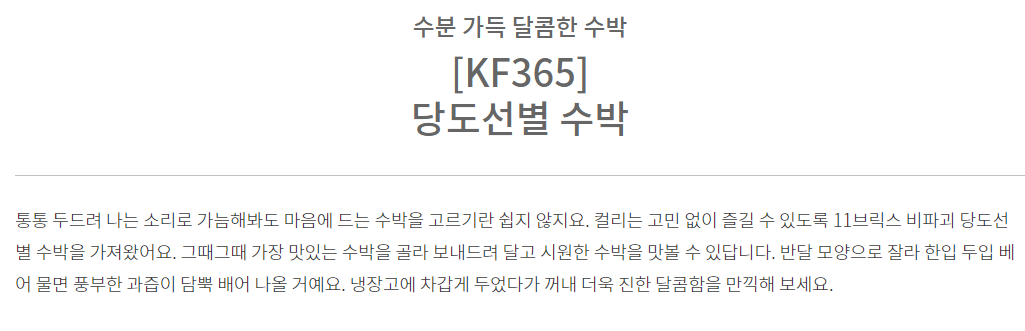 수분 가득 달콤한 수박
[KF365]
당도선별 수박
통통 두드려 나는 소리로 가늠해봐도 마음에 드는 수박을 고르기란 쉽지 않지요. 컬리는 고민 없이 즐길 수 있도록 11브릭스 비파괴 당도선
별 수박을 가져왔어요. 그때그때 가장 맛있는 수박을 골라 보내드려 달고 시원한 수박을 맛볼 수 있답니다. 반달 모양으로 잘라 한입 두입 베
어 물면 풍부한 과즙이 담뿍 배어 나올 거예요. 냉장고에 차갑게 두었다가 꺼내 더욱 진한 달콤함을 만끽해 보세요.